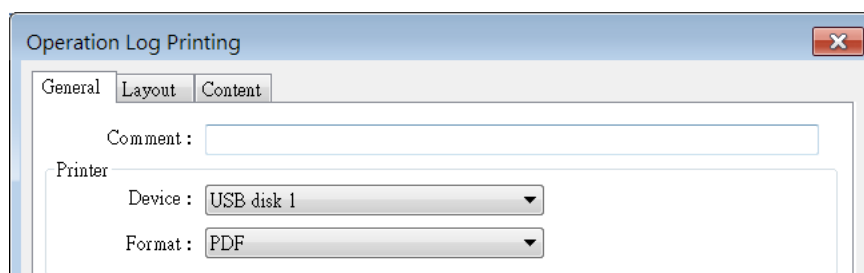 Operation Log Printing
General Layout Content
Comment :
Printer
Device : USB disk 1
Format : PDF